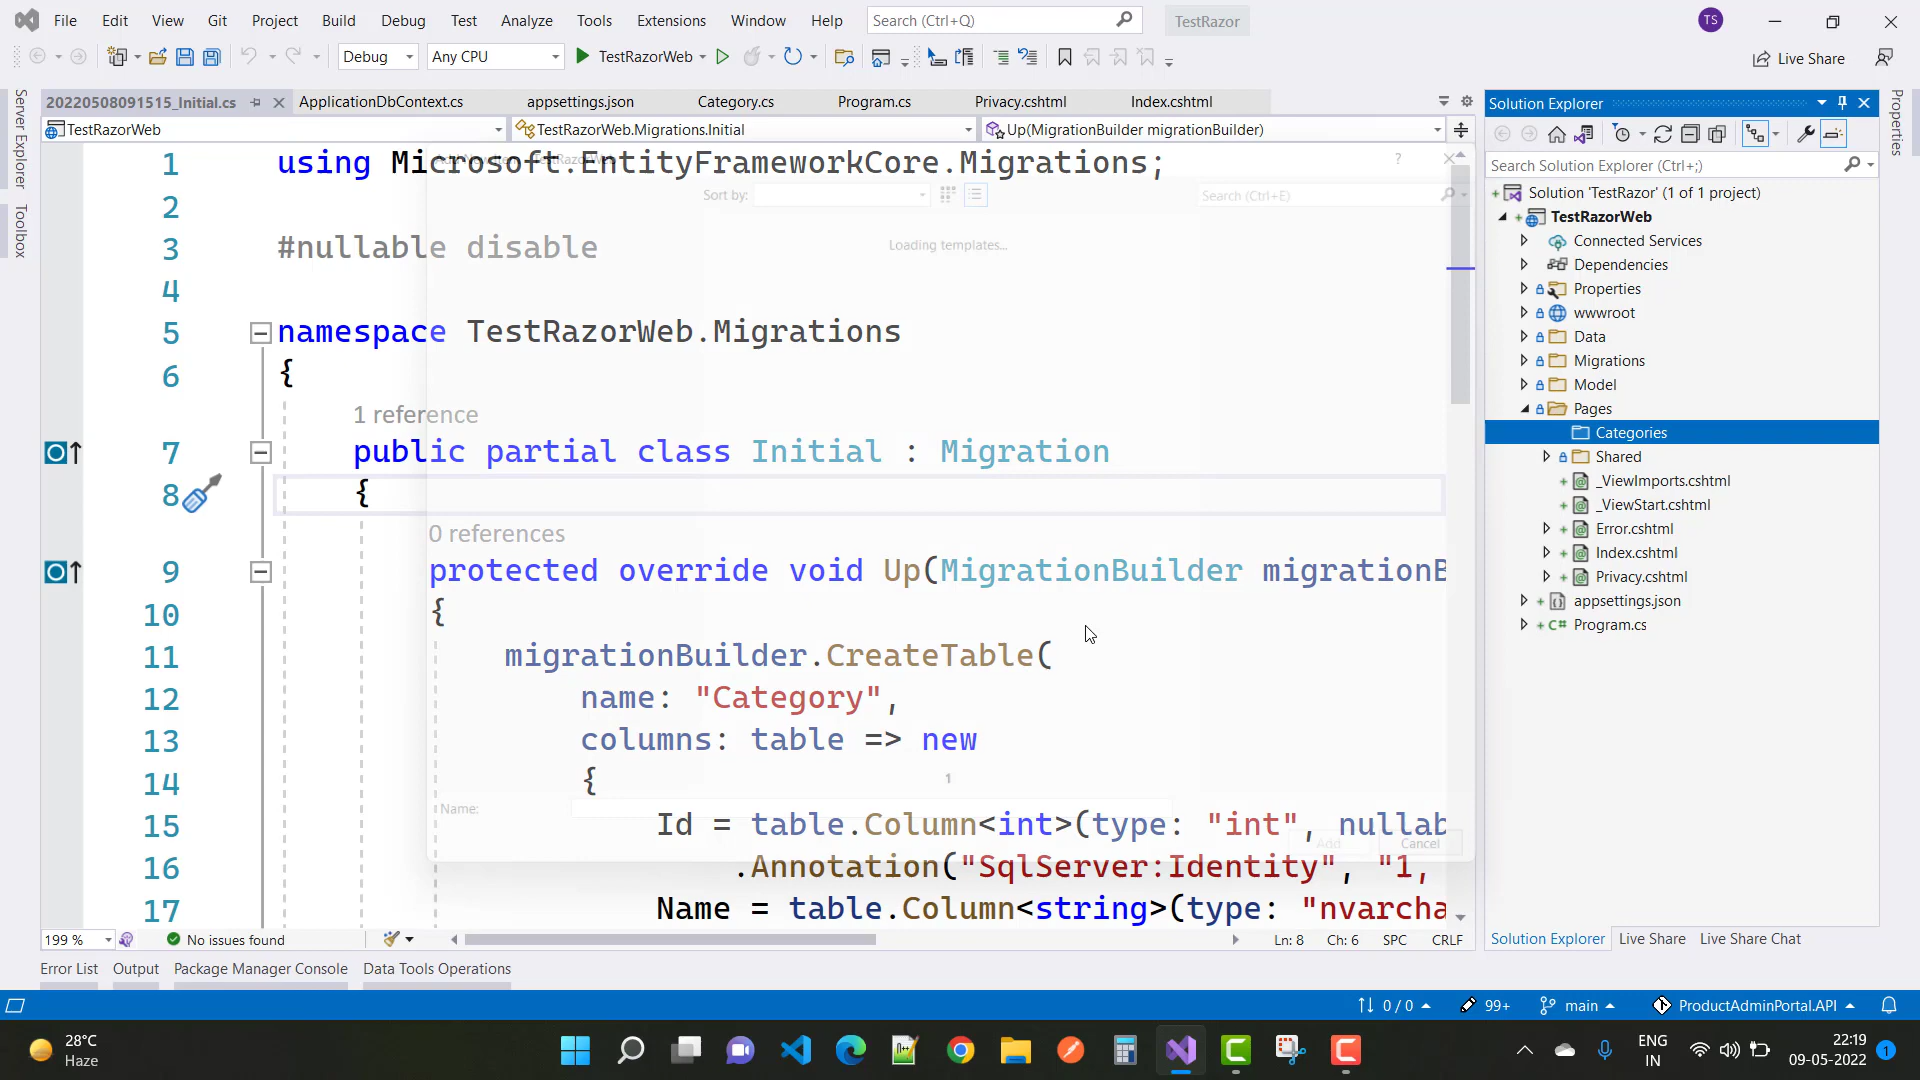 File Edit View Git Project Build Debug Test Analyze Tools Extensions Window Help Search (Ctrl+Q) TestRazor TS
Debug Any CPU TestRazorWeb Live Share
20220508091515_Initial.cs ApplicationDbContext.cs appsettings.json Category.cs Program.cs Privacy.cshtml Index.cshtml
TestRazorWeb TestRazorWeb.Migrations.Initial Up(MigrationBuilder migrationBuilder)
Server Explorer
Toolbox
1 using Microsoft.EntityFrameworkCore.Migrations;
2
3 #nullable disable
4
5 namespace TestRazorWeb.Migrations
6 {
1 reference
7 public partial class Initial : Migration
8 {
0 references
9 protected override void Up(MigrationBuilder migrationB
10 {
11 migrationBuilder.CreateTable(
12 name: "Category",
13 columns: table => new
14 {
15 Id = table.Column<int>(type: "int", nullab
16 .Annotation("SqlServer:Identity", "1,
17 Name = table.Column<string>(type: "nvarcha
Add New Item - TestRazorWeb ?
Sort by: Search (Ctrl+E)
Loading templates...
1
Name:
Add Cancel
199 % No issues found Ln: 8 Ch: 6 SPC CRLF
Error List Output Package Manager Console Data Tools Operations
Solution Explorer
Search Solution Explorer (Ctrl+;)
Solution 'TestRazor' (1 of 1 project)
TestRazorWeb
Connected Services
Dependencies
Properties
wwwroot
Data
Migrations
Model
Pages
Categories
Shared
_ViewImports.cshtml
_ViewStart.cshtml
Error.cshtml
Index.cshtml
Privacy.cshtml
appsettings.json
C# Program.cs
Solution Explorer Live Share Live Share Chat
Properties
0 / 0 99+ main ProductAdminPortal.API
28°C
Haze
ENG
IN
22:19
09-05-2022
1